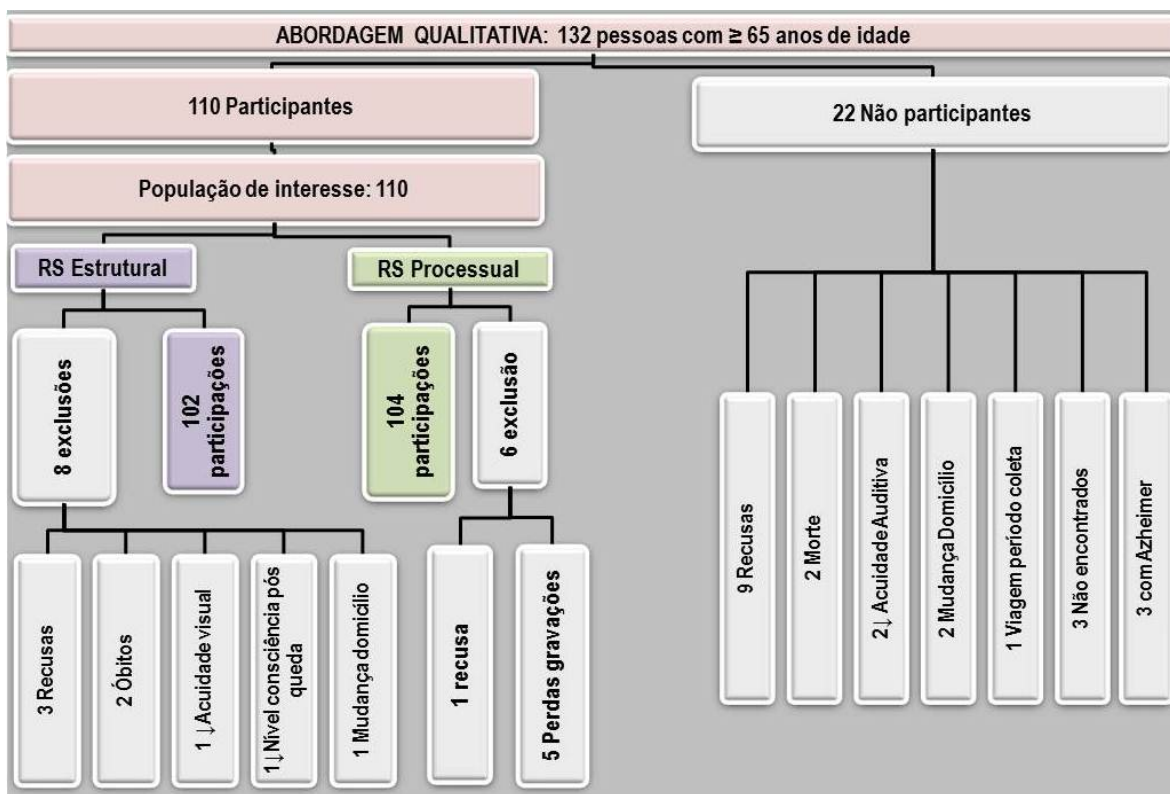 ABORDAGEM QUALITATIVA: 132 pessoas com ≥ 65 anos de idade
110 Participantes
22 Não participantes
População de interesse: 110
RS Estrutural
RS Processual
8 exclusões
102
participações
104
participações
6 exclusão
3 Recusas
2 Óbitos
1 ↓ Acuidade visual
1↓ Nível consciência pós
queda
1 Mudança domicílio
1 recusa
5 Perdas gravações
9 Recusas
2 Morte
2↓ Acuidade Auditiva
2 Mudança Domicílio
1 Viagem período coleta
3 Não encontrados
3 com Azheimer